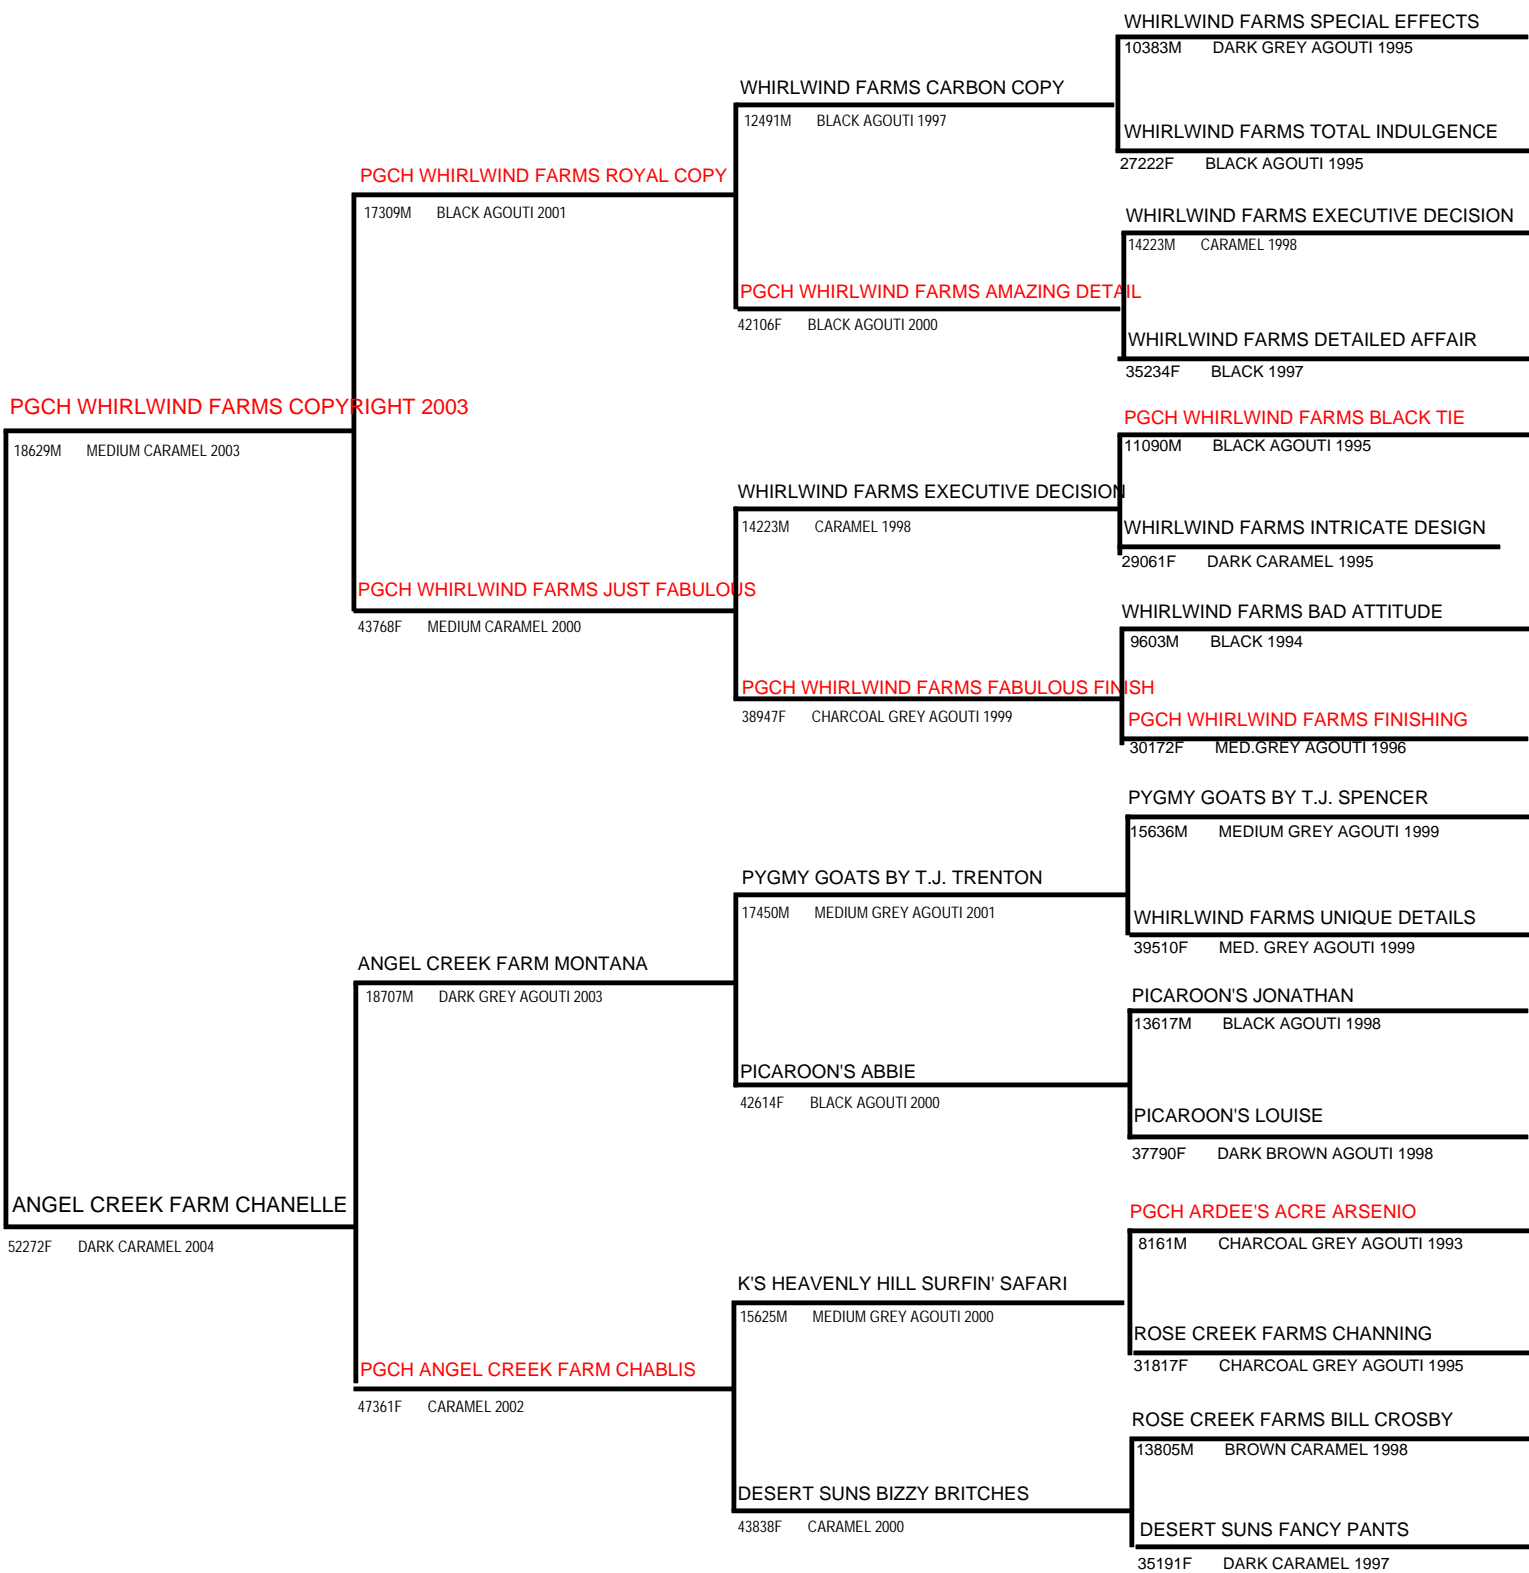 WHIRLWIND FARMS SPECIAL EFFECTS
10383M DARK GREY AGOUTI 1995
WHIRLWIND FARMS CARBON COPY
12491M BLACK AGOUTI 1997
WHIRLWIND FARMS TOTAL INDULGENCE
27222F BLACK AGOUTI 1995
PGCH WHIRLWIND FARMS ROYAL COPY
17309M BLACK AGOUTI 2001
WHIRLWIND FARMS EXECUTIVE DECISION
14223M CARAMEL 1998
PGCH WHIRLWIND FARMS AMAZING DETAIL
42106F BLACK AGOUTI 2000
WHIRLWIND FARMS DETAILED AFFAIR
35234F BLACK 1997
PGCH WHIRLWIND FARMS COPYRIGHT 2003
18629M MEDIUM CARAMEL 2003
PGCH WHIRLWIND FARMS BLACK TIE
11090M BLACK AGOUTI 1995
WHIRLWIND FARMS EXECUTIVE DECISION
14223M CARAMEL 1998
WHIRLWIND FARMS INTRICATE DESIGN
29061F DARK CARAMEL 1995
PGCH WHIRLWIND FARMS JUST FABULOUS
43768F MEDIUM CARAMEL 2000
WHIRLWIND FARMS BAD ATTITUDE
9603M BLACK 1994
PGCH WHIRLWIND FARMS FABULOUS FINISH
38947F CHARCOAL GREY AGOUTI 1999
PGCH WHIRLWIND FARMS FINISHING
30172F MED.GREY AGOUTI 1996
PYGMY GOATS BY T.J. SPENCER
15636M MEDIUM GREY AGOUTI 1999
PYGMY GOATS BY T.J. TRENTON
17450M MEDIUM GREY AGOUTI 2001
WHIRLWIND FARMS UNIQUE DETAILS
39510F MED. GREY AGOUTI 1999
ANGEL CREEK FARM MONTANA
18707M DARK GREY AGOUTI 2003
PICAROON'S JONATHAN
13617M BLACK AGOUTI 1998
PICAROON'S ABBIE
42614F BLACK AGOUTI 2000
PICAROON'S LOUISE
37790F DARK BROWN AGOUTI 1998
ANGEL CREEK FARM CHANELLE
52272F DARK CARAMEL 2004
PGCH ARDEE'S ACRE ARSENIO
8161M CHARCOAL GREY AGOUTI 1993
K'S HEAVENLY HILL SURFIN' SAFARI
15625M MEDIUM GREY AGOUTI 2000
ROSE CREEK FARMS CHANNING
31817F CHARCOAL GREY AGOUTI 1995
PGCH ANGEL CREEK FARM CHABLIS
47361F CARAMEL 2002
ROSE CREEK FARMS BILL CROSBY
13805M BROWN CARAMEL 1998
DESERT SUNS BIZZY BRITCHES
43838F CARAMEL 2000
DESERT SUNS FANCY PANTS
35191F DARK CARAMEL 1997